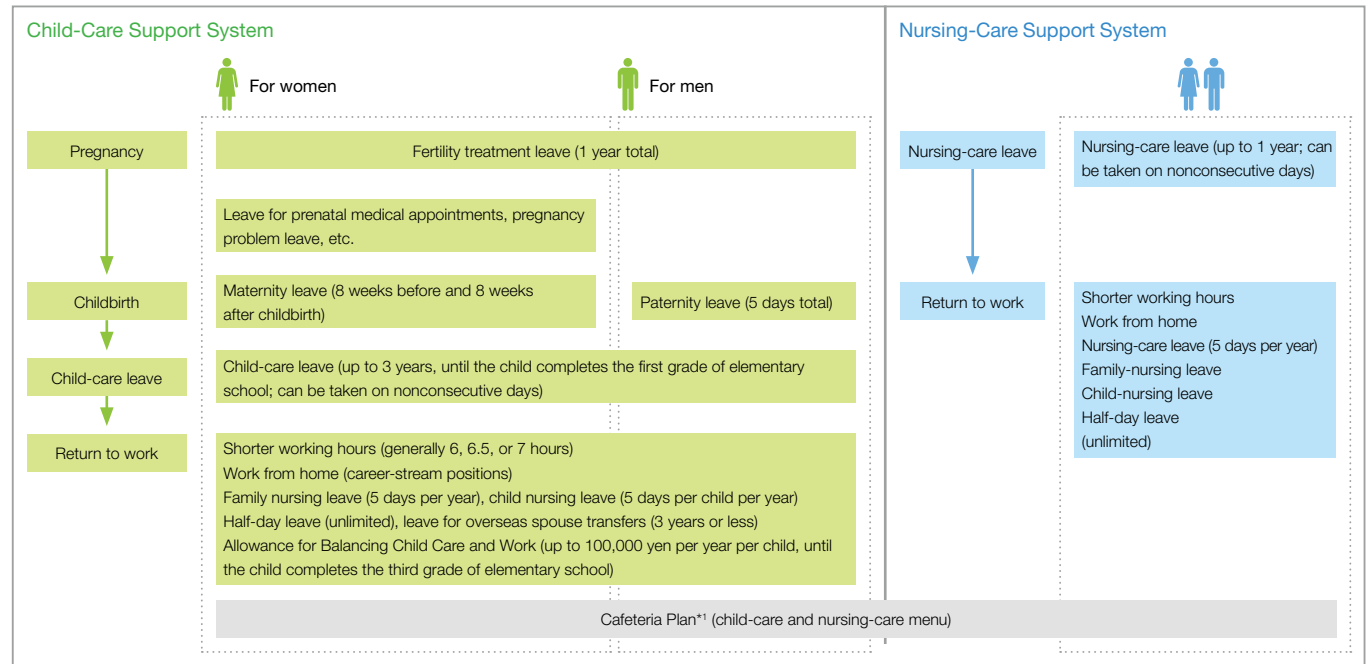 Child-Care Support System
For women
For men
Pregnancy
Fertility treatment leave (1 year total)
Leave for prenatal medical appointments, pregnancy
problem leave, etc.
Childbirth
Maternity leave (8 weeks before and 8 weeks
after childbirth)
Paternity leave (5 days total)
Child-care leave
Child-care leave (up to 3 years, until the child completes the first grade of elementary
school; can be taken on nonconsecutive days)
Return to work
Shorter working hours (generally 6, 6.5, or 7 hours)
Work from home (career-stream positions)
Family nursing leave (5 days per year), child nursing leave (5 days per child per year)
Half-day leave (unlimited), leave for overseas spouse transfers (3 years or less)
Allowance for Balancing Child Care and Work (up to 100,000 yen per year per child, until
the child completes the third grade of elementary school)
Nursing-Care Support System
Nursing-care leave
Nursing-care leave (up to 1 year; can
be taken on nonconsecutive days)
Return to work
Shorter working hours
Work from home
Nursing-care leave (5 days per year)
Family-nursing leave
Child-nursing leave
Half-day leave
(unlimited)
Cafeteria Plan*1 (child-care and nursing-care menu)